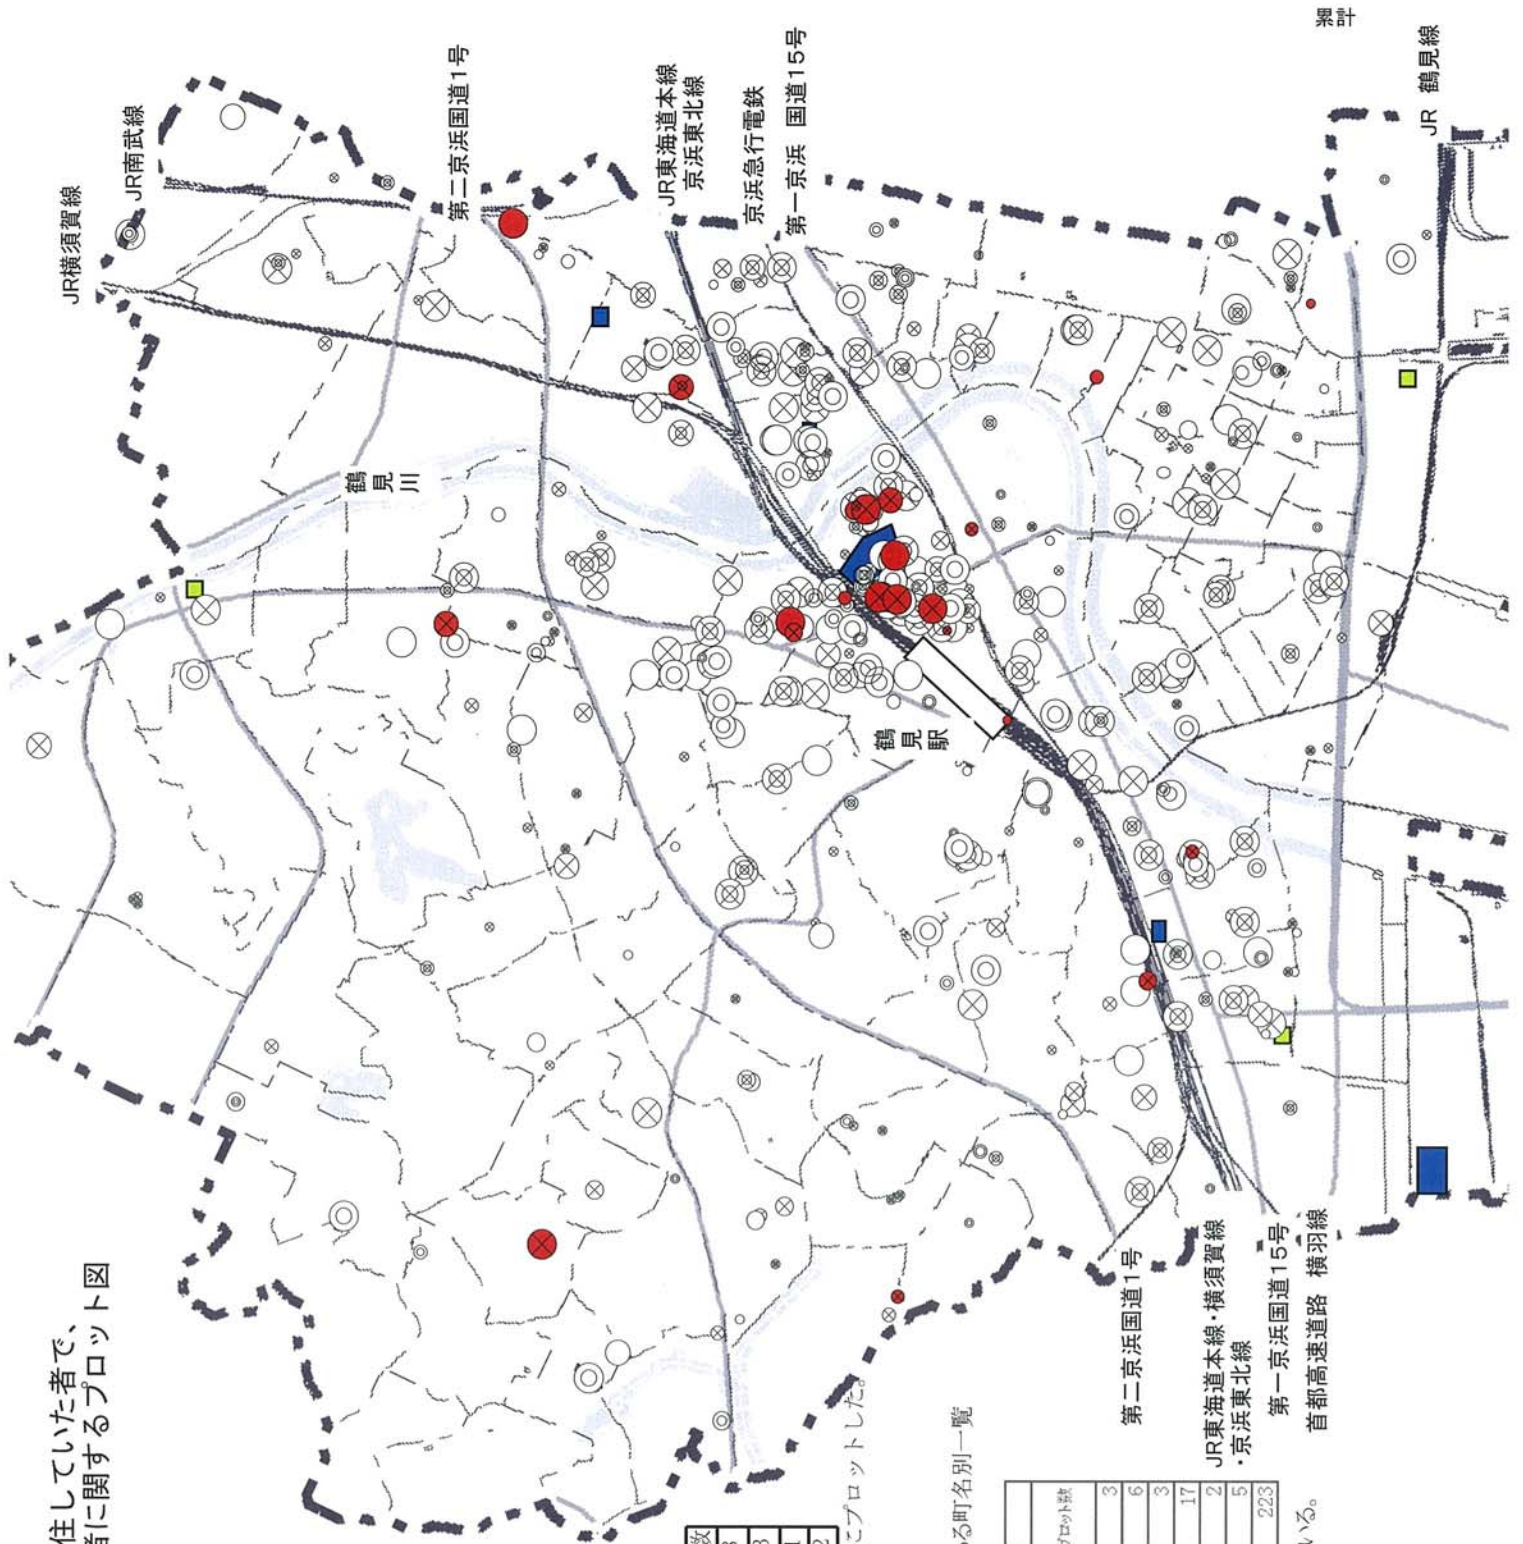 住していた者で、
者に関するプロット図
JR横須賀線
JR南武線
第二京浜国道1号
JR東海道本線
京浜東北線
京浜急行電鉄
第一京浜 国道15号
累計
JR 鶴見線
鶴見川
鶴見駅
数
3
3
1
2
こプロットした。
る町名別一覧
プロット数
3
6
3
17
2
5
223
いる。
第二京浜国道1号
JR東海道本線・横須賀線
・京浜東北線
第一京浜国道15号
首都高速道路 横羽線